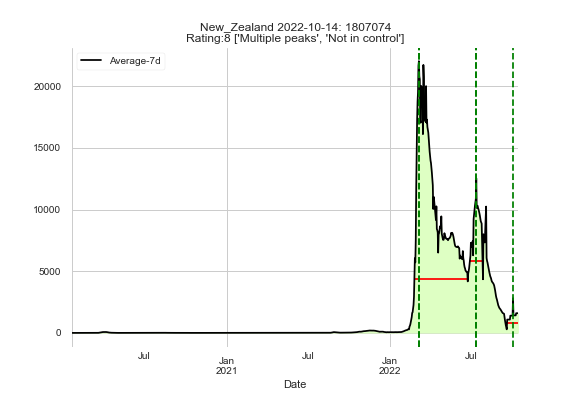 New_Zealand 2022-10-14: 1807074
Rating:8 ['Multiple peaks', 'Not in control']
Average-7d
20000
15000
10000
5000
0
Jul
Jan
2021
Jul
Jan
2022
Jul
Date